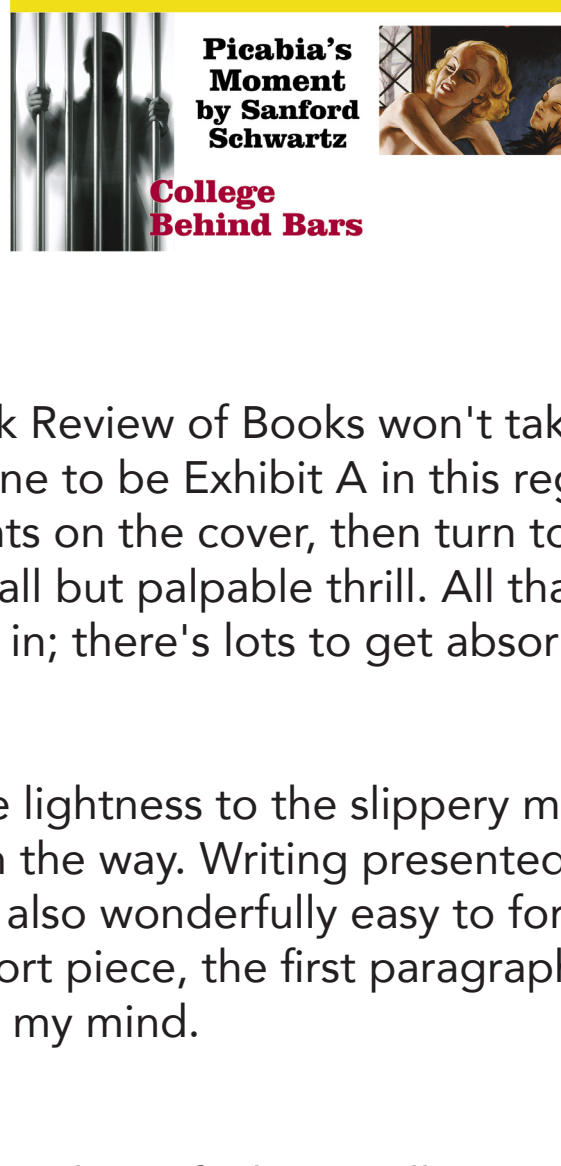 Picabia's
Moment
by Sanford
Schwartz
College
Behind Bars
k Review of Books won't tak
ne to be Exhibit A in this reg
nts on the cover, then turn to
all but palpable thrill. All tha
in; there's lots to get absor
e lightness to the slippery m
n the way. Writing presented
also wonderfully easy to for
ort piece, the first paragraph
my mind.